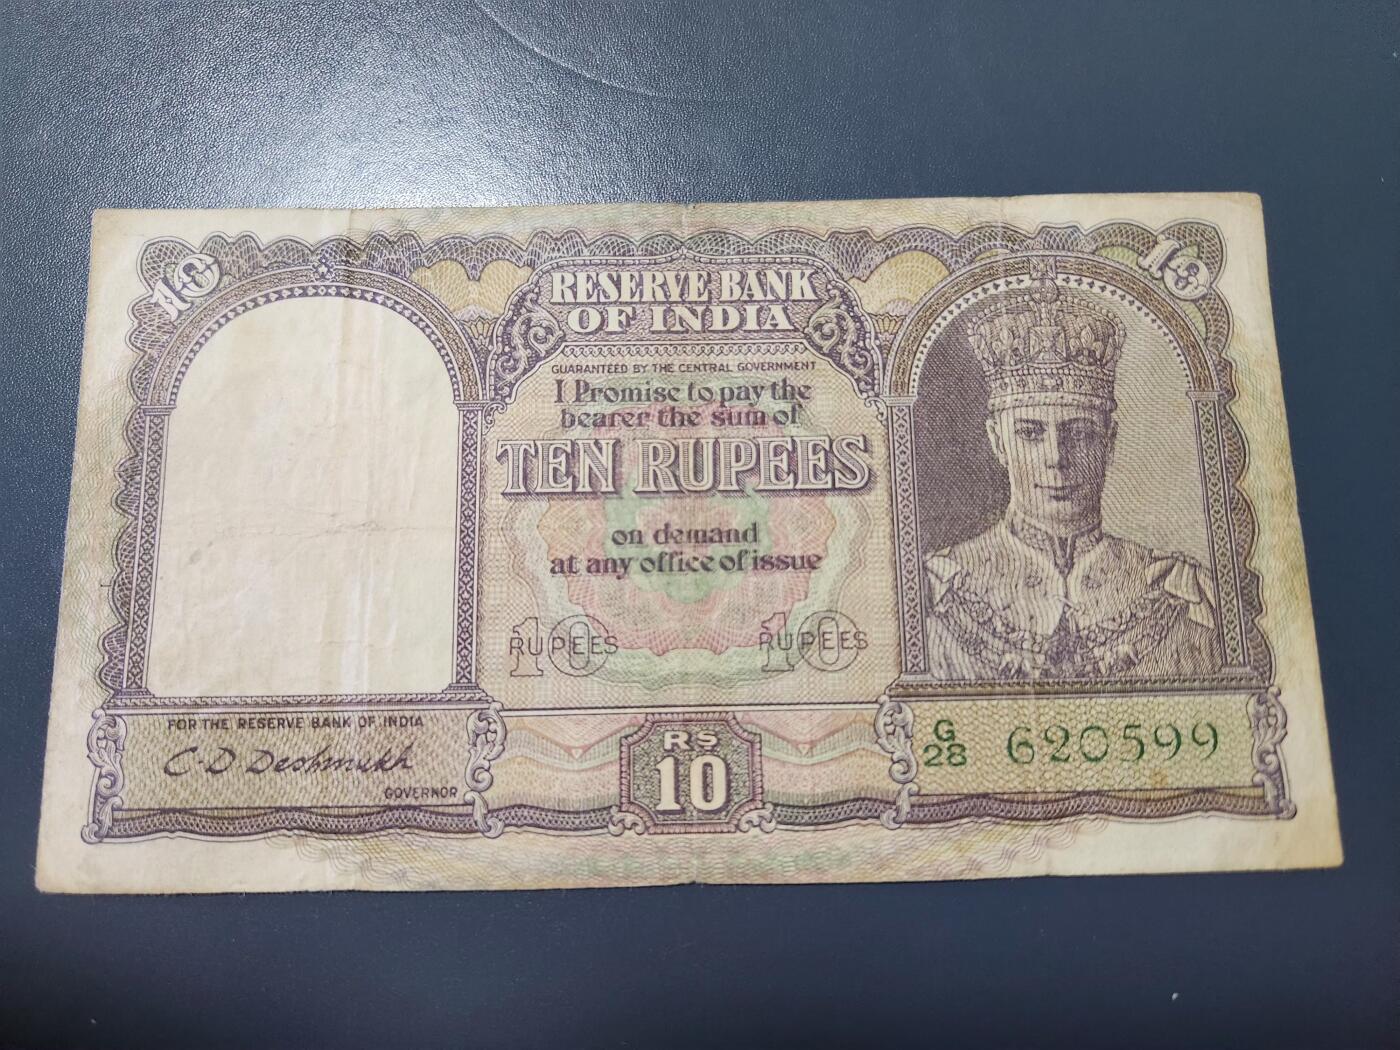 10
10
RESERVE BANK
OF INDIA
GUARANTEED BY THE CENTRAL GOVERNMENT
I Promise to pay the
bearer the sum of
TEN RUPEES
on demand
at any office of issue
10 RUPEES
10 RUPEES
FOR THE RESERVE BANK OF INDIA
C. D Deshmukh
GOVERNOR
RS
10
G/28 620599